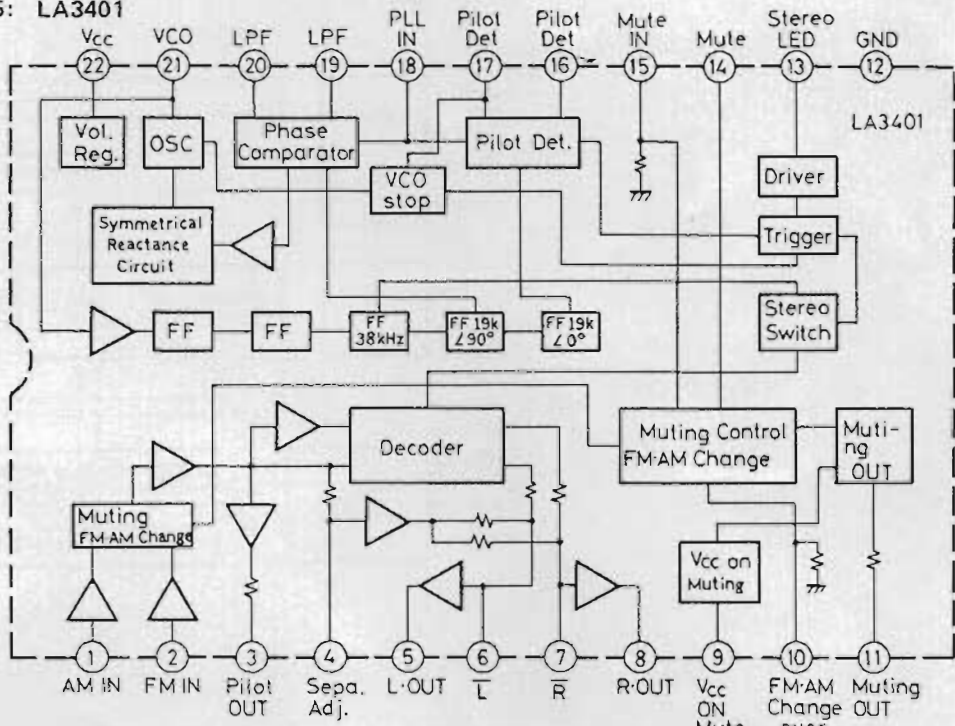 5: LA3401
Vcc VCO LPF LPF PLL IN Pilot Det Pilot Det Mute IN Mute Stereo LED GND
22 21 20 19 18 17 16 15 14 13 12
LA3401
Vol. Reg.
OSC
Phase Comparator
Pilot Det.
VCO stop
Driver
Symmetrical Reactance Circuit
Trigger
Stereo Switch
FF
FF
FF 38kHz
FF 19k ∠90°
FF 19k ∠0°
Decoder
Muting Control FM·AM Change
Muti- ng OUT
Muting FM·AM Change
Vcc on Muting
1 2 3 4 5 6 7 8 9 10 11
AM IN FM IN Pilot OUT Sepa. Adj. L·OUT L̅ R̅ R·OUT Vcc ON Mute FM·AM Change Muting OUT